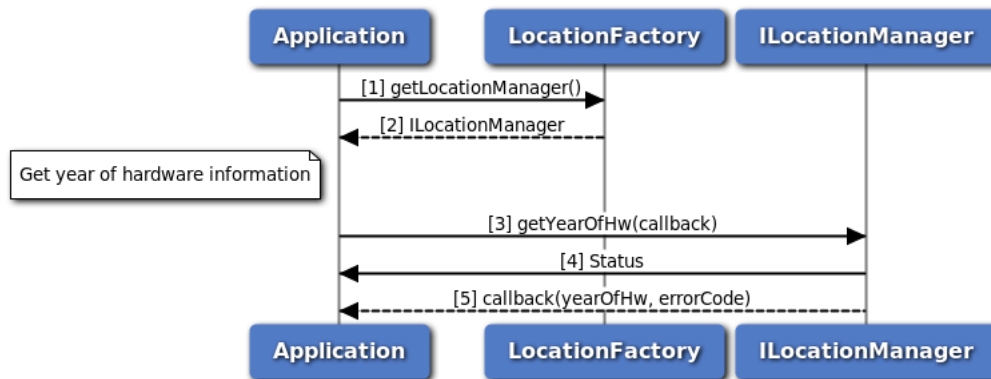 Application
LocationFactory
ILocationManager
[1] getLocationManager()
[2] ILocationManager
Get year of hardware information
[3] getYearOfHw(callback)
[4] Status
[5] callback(yearOfHw, errorCode)
Application
LocationFactory
ILocationManager